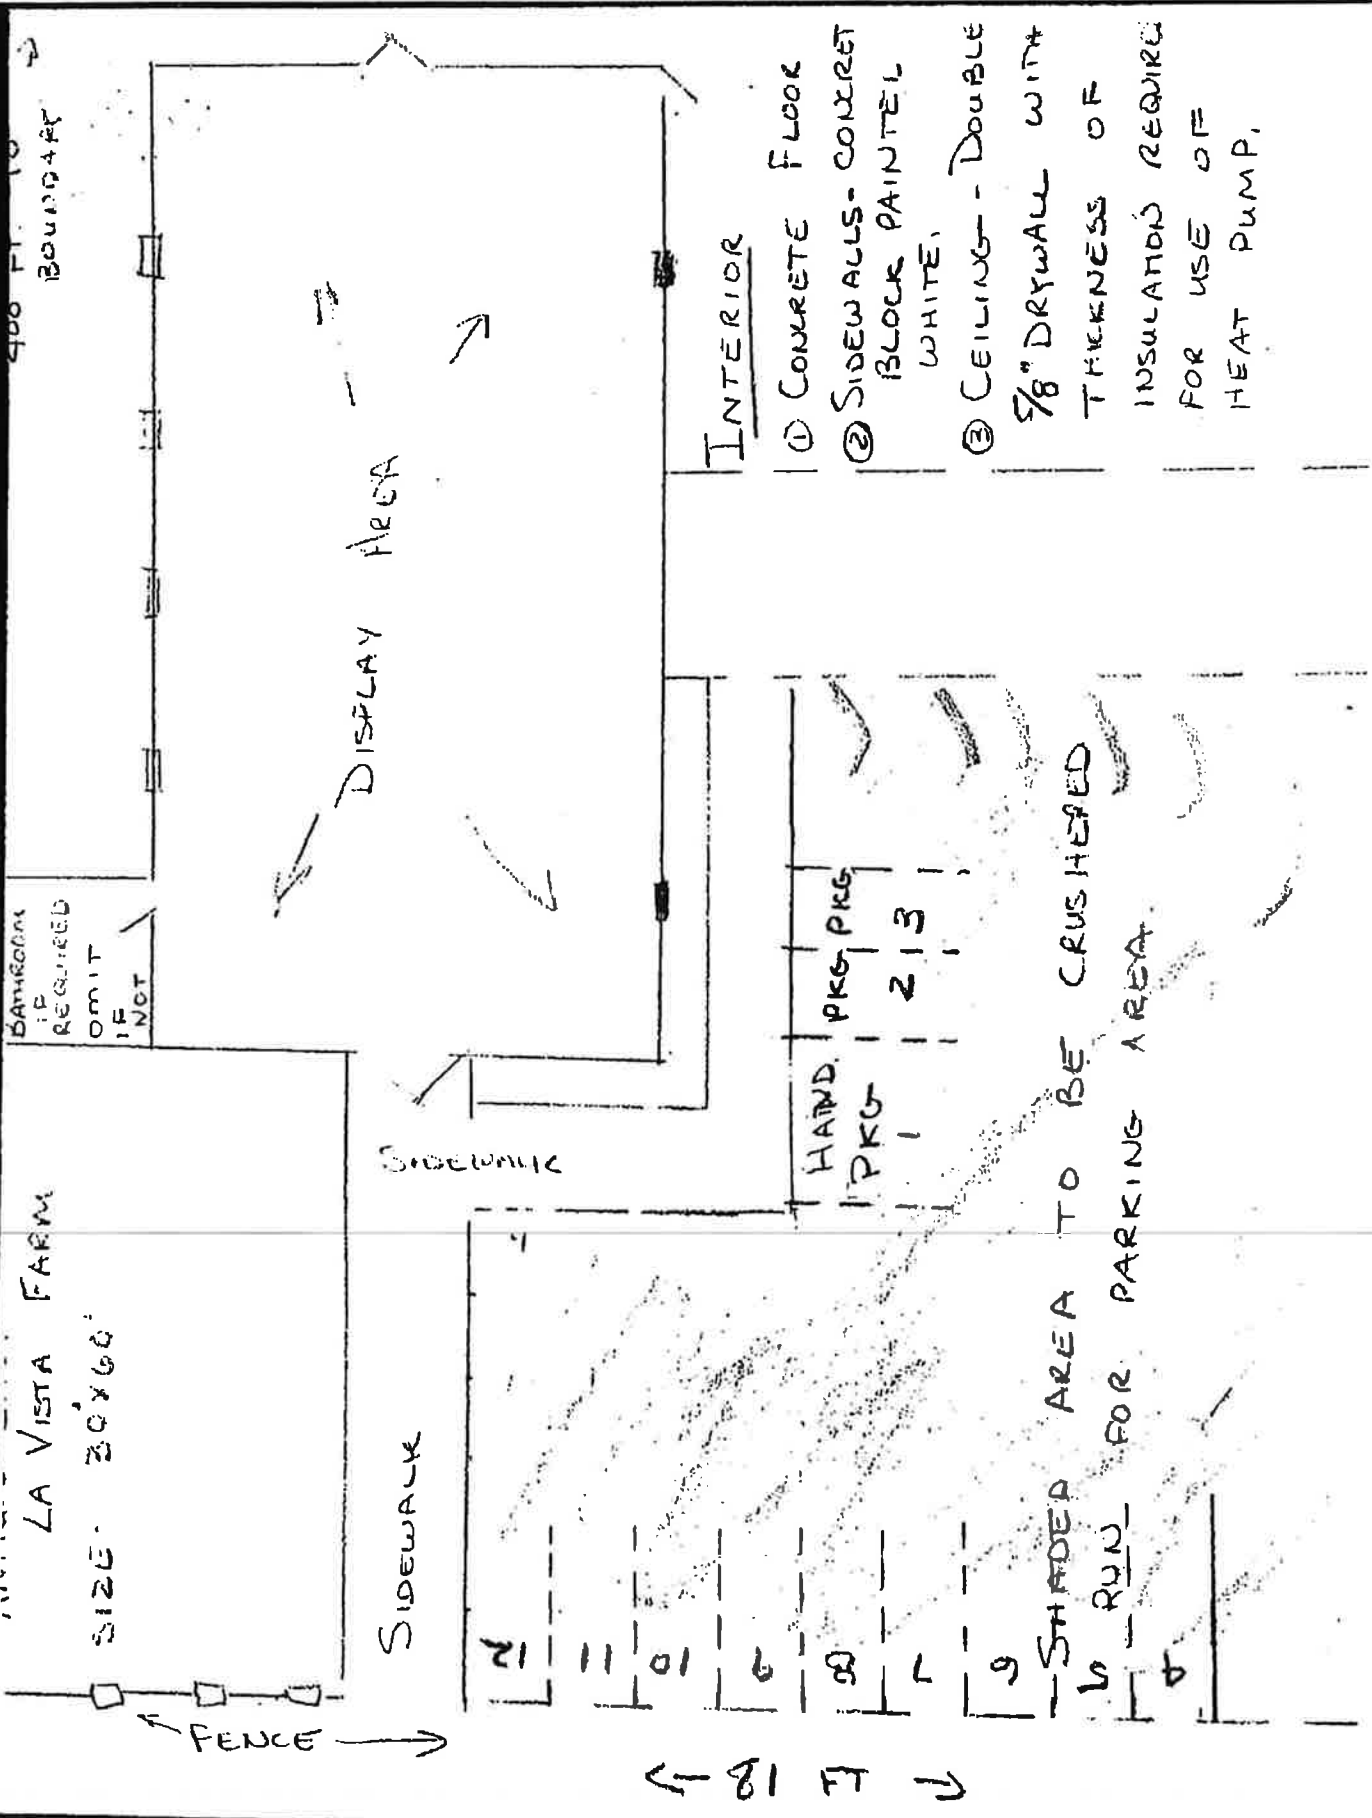 LA VISTA FARM
SIZE - 30' X 60'
400 FT. TO
BOUNDARY
BATHROOM
IF
REQUIRED
OMIT
IF
NOT
DISPLAY AREA
SIDEWALK
SIDEWALK
FENCE
INTERIOR
① CONCRETE FLOOR
② SIDEWALLS - CONCRET
BLOCK PAINTED
WHITE.
③ CEILING - DOUBLE
5/8" DRYWALL WITH
THICKNESS OF
INSULATION REQUIRE
FOR USE OF
HEAT PUMP.
HAND. PKG PKG
PKG 2 3
1
12
11
10
9
8
7
6
5
4
SHADED AREA TO BE CRUSHED
RUN FOR PARKING AREA
81 FT